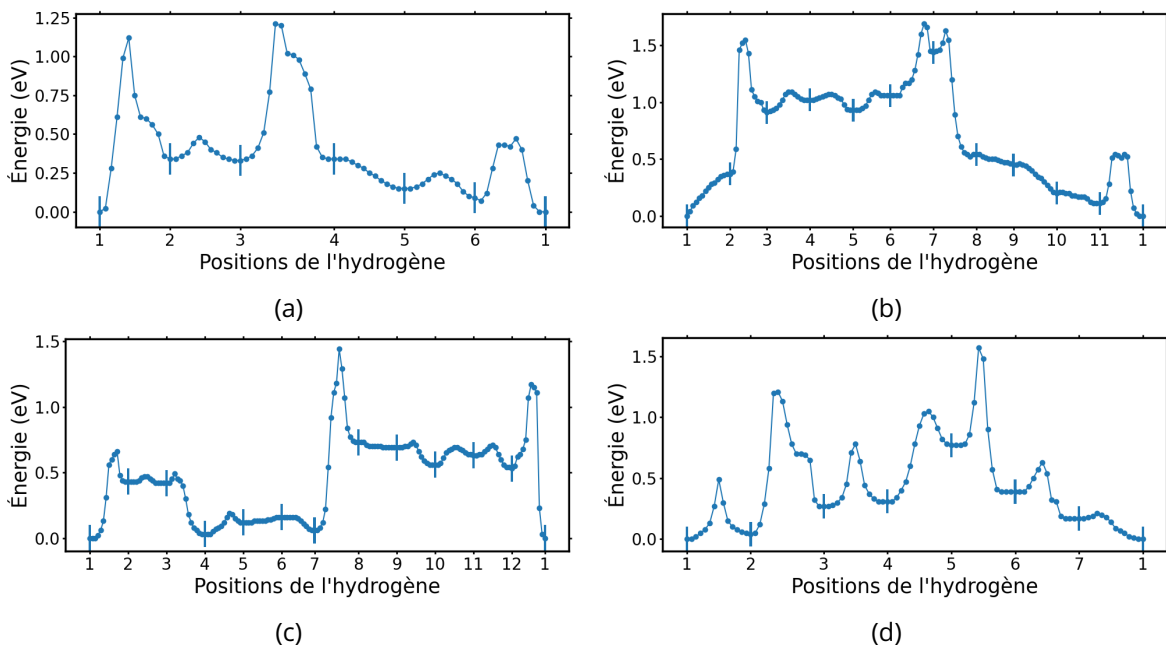 Énergie (eV)
1.25
1.00
0.75
0.50
0.25
0.00
1 2 3 4 5 6 1
Positions de l'hydrogène
(a)
Énergie (eV)
1.5
1.0
0.5
0.0
1 2 3 4 5 6 7 8 9 10 11 1
Positions de l'hydrogène
(b)
Énergie (eV)
1.5
1.0
0.5
0.0
1 2 3 4 5 6 7 8 9 10 11 12 1
Positions de l'hydrogène
(c)
Énergie (eV)
1.5
1.0
0.5
0.0
1 2 3 4 5 6 7 1
Positions de l'hydrogène
(d)